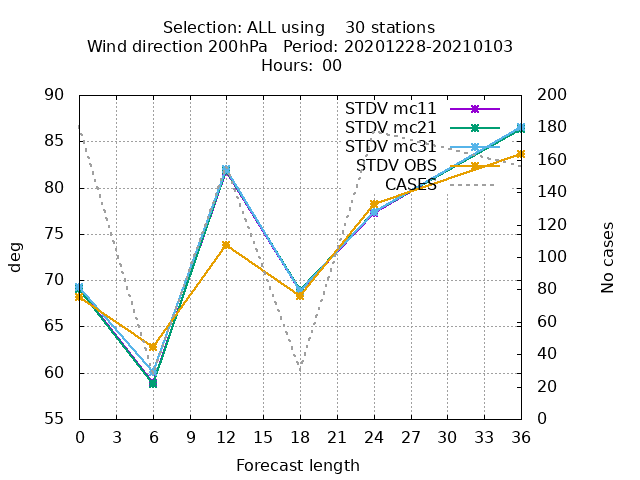 Selection: ALL using 30 stations
Wind direction 200hPa Period: 20201228-20210103
Hours: 00
90 200
STDV mc11
STDV mc21
STDV mc31
STDV OBS
CASES
85 180
160
80 140
75 120
100
70 80
65 60
60 40
20
55 0
deg
No cases
0 3 6 9 12 15 18 21 24 27 30 33 36
Forecast length